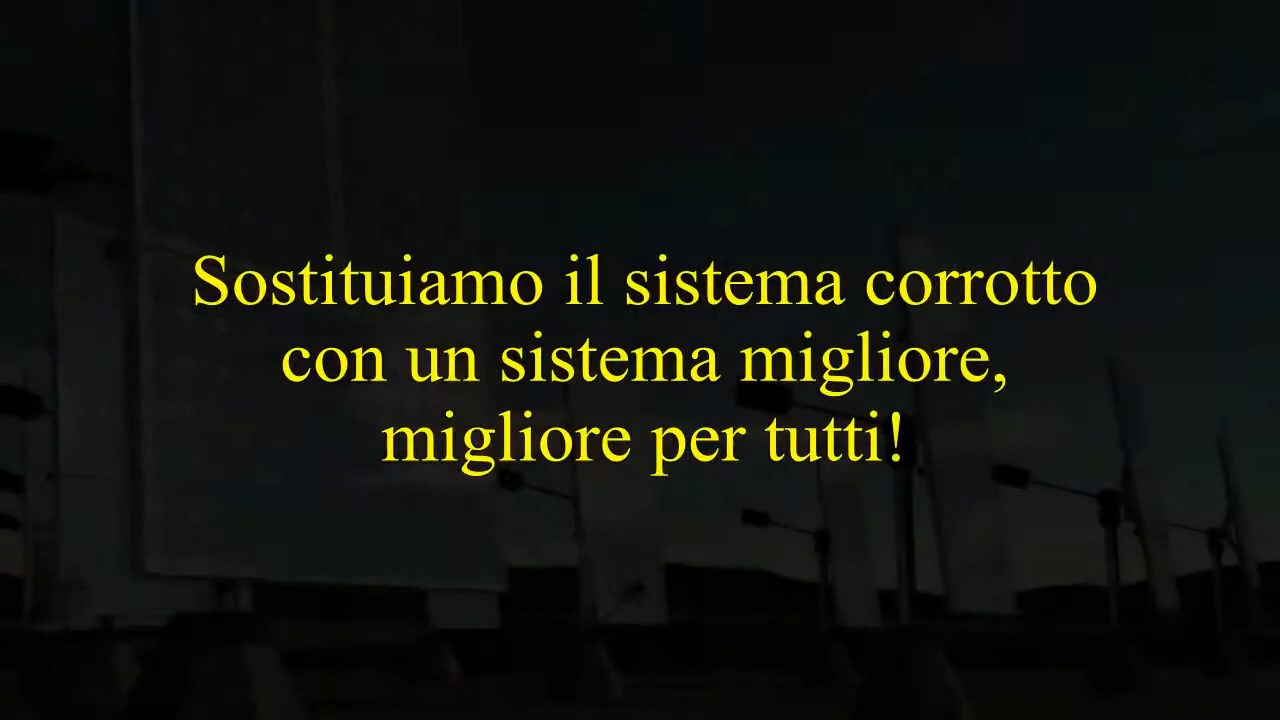 Sostituiamo il sistema corrotto
con un sistema migliore,
migliore per tutti!